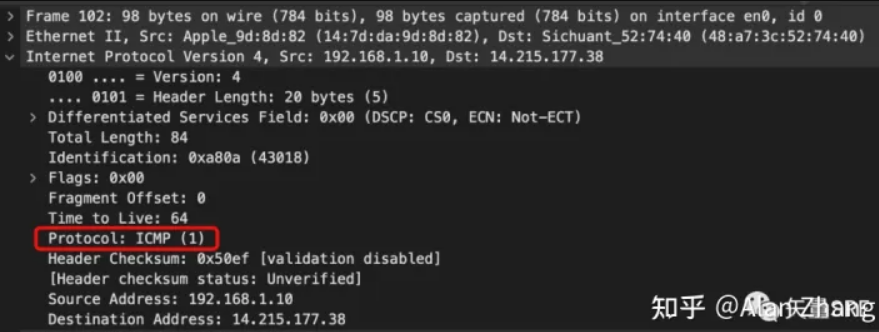 Frame 102: 98 bytes on wire (784 bits), 98 bytes captured (784 bits) on interface en0, id 0
Ethernet II, Src: Apple_9d:8d:82 (14:7d:da:9d:8d:82), Dst: Sichuant_52:74:40 (48:a7:3c:52:74:40)
Internet Protocol Version 4, Src: 192.168.1.10, Dst: 14.215.177.38
0100 .... = Version: 4
.... 0101 = Header Length: 20 bytes (5)
Differentiated Services Field: 0x00 (DSCP: CS0, ECN: Not-ECT)
Total Length: 84
Identification: 0xa80a (43018)
Flags: 0x00
Fragment Offset: 0
Time to Live: 64
Protocol: ICMP (1)
Header Checksum: 0x50ef [validation disabled]
[Header checksum status: Unverified]
Source Address: 192.168.1.10
Destination Address: 14.215.177.38
知乎 @Alan Zhang